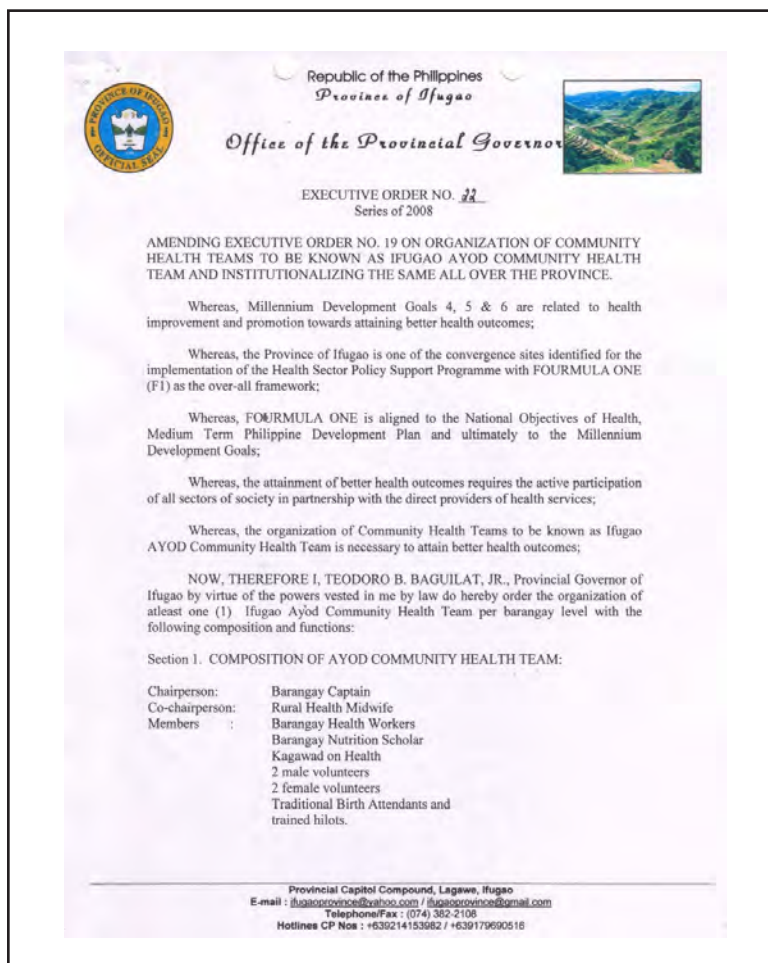 Republic of the Philippines
Province of Ifugao
Office of the Provincial Governor
PROVINCE OF IFUGAO
OFFICIAL SEAL
EXECUTIVE ORDER NO. 22
Series of 2008
AMENDING EXECUTIVE ORDER NO. 19 ON ORGANIZATION OF COMMUNITY
HEALTH TEAMS TO BE KNOWN AS IFUGAO AYOD COMMUNITY HEALTH
TEAM AND INSTITUTIONALIZING THE SAME ALL OVER THE PROVINCE.
Whereas, Millennium Development Goals 4, 5 & 6 are related to health
improvement and promotion towards attaining better health outcomes;
Whereas, the Province of Ifugao is one of the convergence sites identified for the
implementation of the Health Sector Policy Support Programme with FOURMULA ONE
(F1) as the over-all framework;
Whereas, FOURMULA ONE is aligned to the National Objectives of Health,
Medium Term Philippine Development Plan and ultimately to the Millennium
Development Goals;
Whereas, the attainment of better health outcomes requires the active participation
of all sectors of society in partnership with the direct providers of health services;
Whereas, the organization of Community Health Teams to be known as Ifugao
AYOD Community Health Team is necessary to attain better health outcomes;
NOW, THEREFORE I, TEODORO B. BAGUILAT, JR., Provincial Governor of
Ifugao by virtue of the powers vested in me by law do hereby order the organization of
atleast one (1) Ifugao Ayod Community Health Team per barangay level with the
following composition and functions:
Section 1. COMPOSITION OF AYOD COMMUNITY HEALTH TEAM:
Chairperson: Barangay Captain
Co-chairperson: Rural Health Midwife
Members : Barangay Health Workers
Barangay Nutrition Scholar
Kagawad on Health
2 male volunteers
2 female volunteers
Traditional Birth Attendants and
trained hilots.
Provincial Capitol Compound, Lagawe, Ifugao
E-mail : ifugaoprovince@yahoo.com / ifugaoprovince@gmail.com
Telephone/Fax : (074) 382-2108
Hotlines CP Nos : +639214153982 / +639179690516